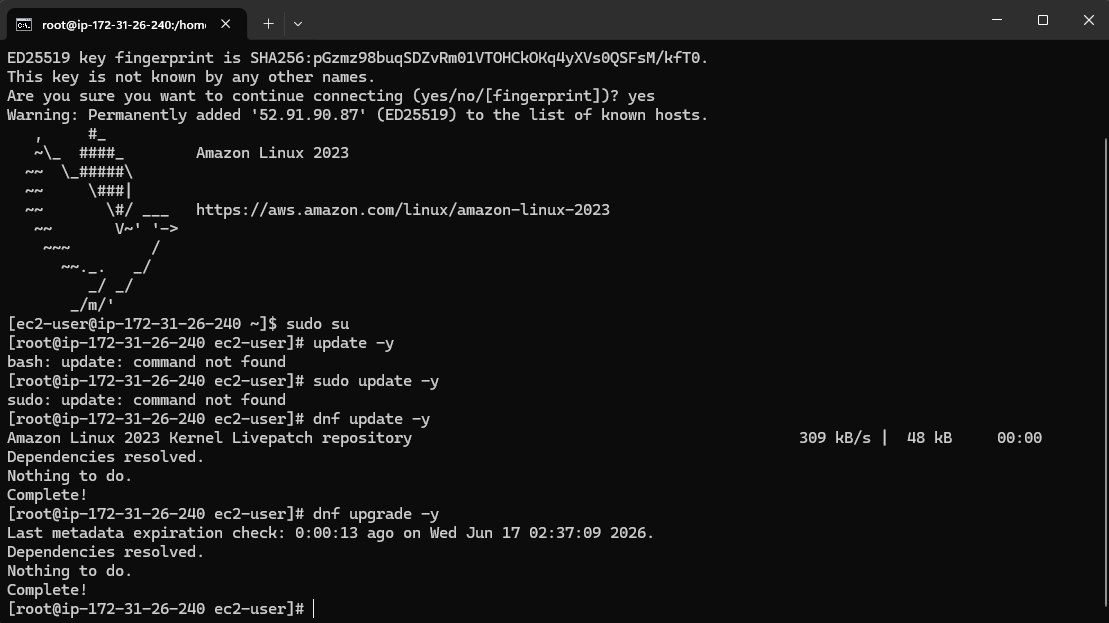 root@ip-172-31-26-240:/hom
ED25519 key fingerprint is SHA256:pGzmz98buqSDZvRm01VTOHCkOKq4yXVs0QSFsM/kfT0.
This key is not known by any other names.
Are you sure you want to continue connecting (yes/no/[fingerprint])? yes
Warning: Permanently added '52.91.90.87' (ED25519) to the list of known hosts.
   ,     #_
   ~\_  ####_        Amazon Linux 2023
  ~~  \_#####\
  ~~     \###|
  ~~       \#/ ___   https://aws.amazon.com/linux/amazon-linux-2023
   ~~       V~' '->
    ~~~         /
      ~~._.   _/
         _/ _/
       _/m/'
[ec2-user@ip-172-31-26-240 ~]$ sudo su
[root@ip-172-31-26-240 ec2-user]# update -y
bash: update: command not found
[root@ip-172-31-26-240 ec2-user]# sudo update -y
sudo: update: command not found
[root@ip-172-31-26-240 ec2-user]# dnf update -y
Amazon Linux 2023 Kernel Livepatch repository                                           309 kB/s |  48 kB     00:00
Dependencies resolved.
Nothing to do.
Complete!
[root@ip-172-31-26-240 ec2-user]# dnf upgrade -y
Last metadata expiration check: 0:00:13 ago on Wed Jun 17 02:37:09 2026.
Dependencies resolved.
Nothing to do.
Complete!
[root@ip-172-31-26-240 ec2-user]#